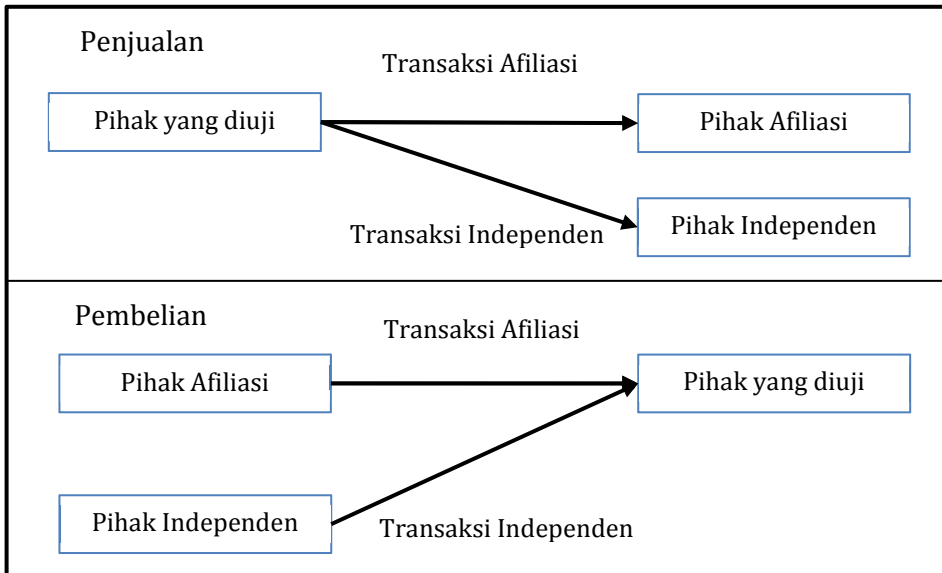 Penjualan
Transaksi Afiliasi
Pihak yang diuji
Pihak Afiliasi
Pihak Independen
Transaksi Independen
Pembelian
Transaksi Afiliasi
Pihak Afiliasi
Pihak yang diuji
Pihak Independen
Transaksi Independen